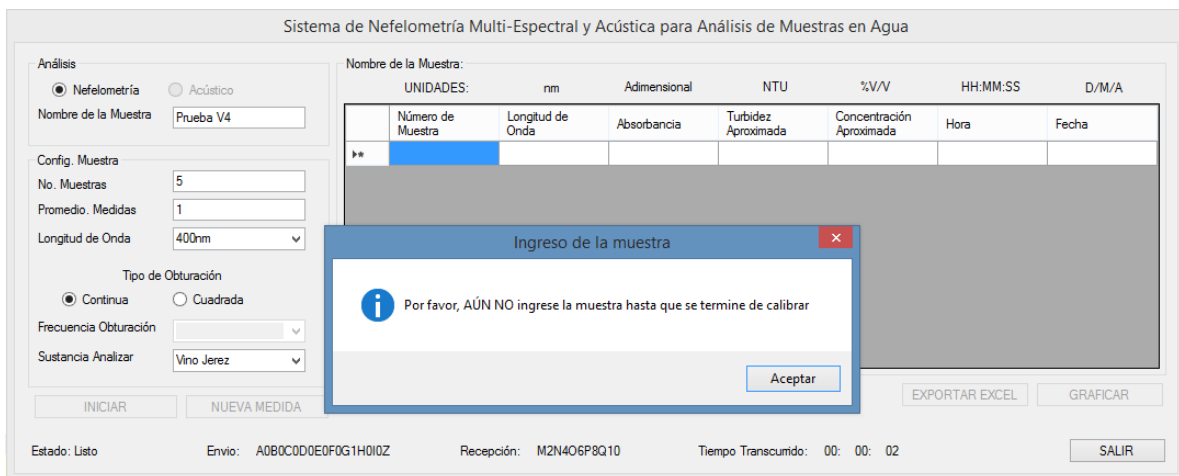 Sistema de Nefelometría Multi-Espectral y Acústica para Análisis de Muestras en Agua
Análisis
Nefelometría Acústico
Nombre de la Muestra Prueba V4
Config. Muestra
No. Muestras 5
Promedio. Medidas 1
Longitud de Onda 400nm
Tipo de Obturación
Continua Cuadrada
Frecuencia Obturación
Sustancia Analizar Vino Jerez
INICIAR NUEVA MEDIDA
Nombre de la Muestra:
UNIDADES: nm Adimensional NTU %V/V HH:MM:SS D/M/A
Número de Muestra Longitud de Onda Absorbancia Turbidez Aproximada Concentración Aproximada Hora Fecha
Ingreso de la muestra
Por favor, AÚN NO ingrese la muestra hasta que se termine de calibrar
Aceptar
EXPORTAR EXCEL GRAFICAR
Estado: Listo Envio: A0B0C0D0E0F0G1H0I0Z Recepción: M2N4O6P8Q10 Tiempo Transcurrido: 00: 00: 02 SALIR